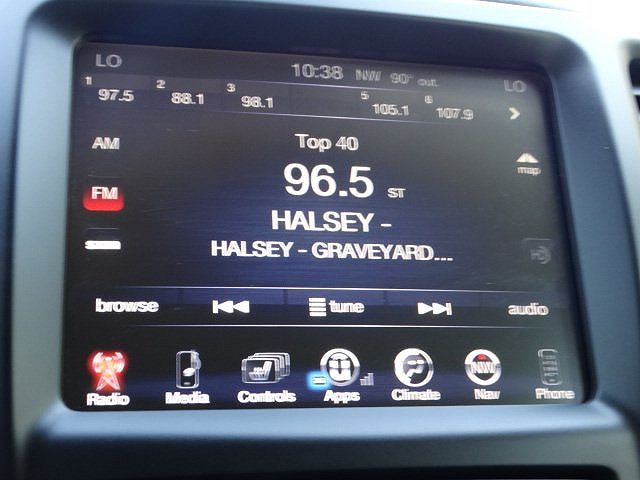 LO 10:38 NW 90° out. LO
1 97.5 2 88.1 3 98.1 5 105.1 6 107.9
AM Top 40
map
FM 96.5 ST
HALSEY -
HALSEY - GRAVEYARD...
browse tune audio
Radio Media Controls Apps Climate NW Nav Phone